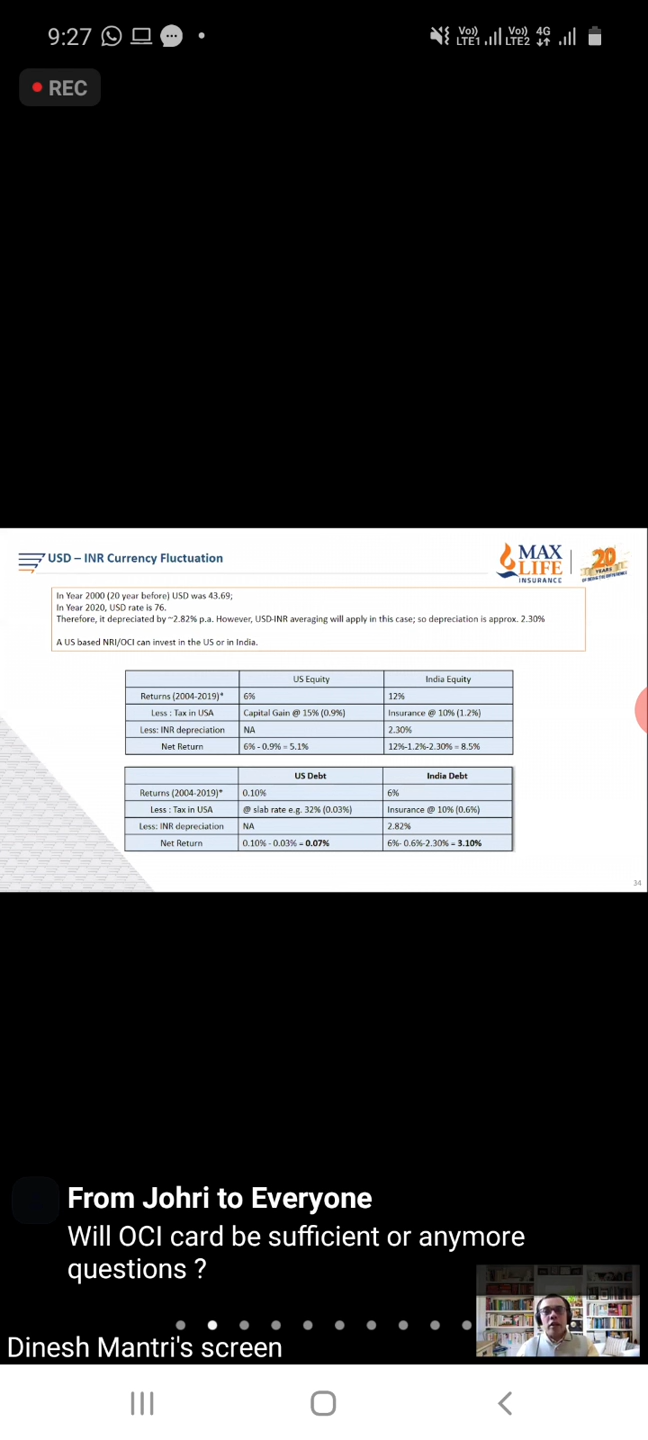 9:27
Vo)) LTE1 Vo)) LTE2 4G
REC
USD – INR Currency Fluctuation
MAX LIFE INSURANCE
20 YEARS
In Year 2000 (20 year before) USD was 43.69;
In Year 2020, USD rate is 76.
Therefore, it depreciated by ~2.82% p.a. However, USD-INR averaging will apply in this case; so depreciation is approx. 2.30%
A US based NRI/OCI can invest in the US or in India.
US Equity India Equity
Returns (2004-2019)* 6% 12%
Less : Tax in USA Capital Gain @ 15% (0.9%) Insurance @ 10% (1.2%)
Less: INR depreciation NA 2.30%
Net Return 6% - 0.9% = 5.1% 12%-1.2%-2.30% = 8.5%
US Debt India Debt
Returns (2004-2019)* 0.10% 6%
Less : Tax in USA @ slab rate e.g. 32% (0.03%) Insurance @ 10% (0.6%)
Less: INR depreciation NA 2.82%
Net Return 0.10% - 0.03% = 0.07% 6%- 0.6%-2.30% = 3.10%
34
From Johri to Everyone
Will OCI card be sufficient or anymore
questions ?
Dinesh Mantri's screen